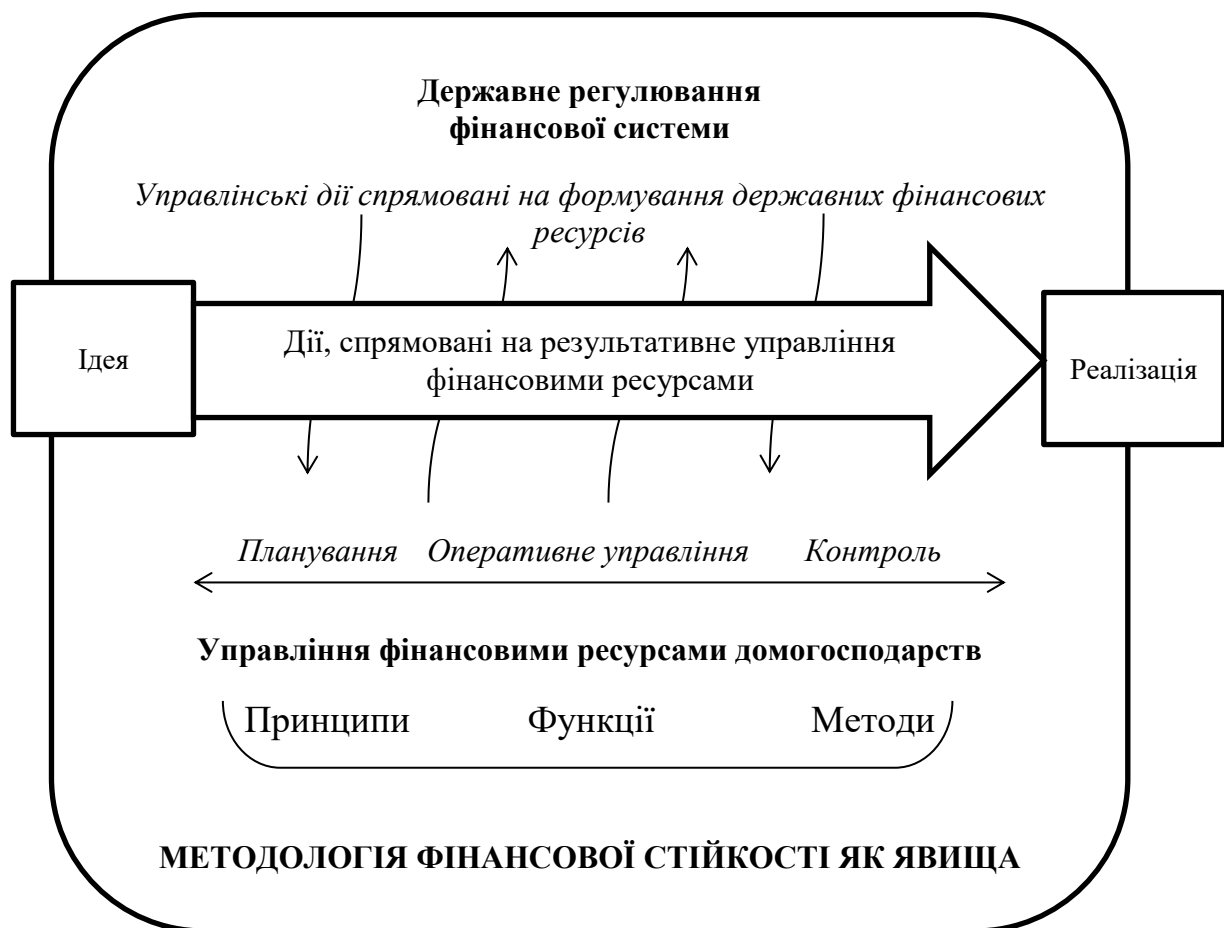 Державне регулювання
фінансової системи
Управлінські дії спрямовані на формування державних фінансових
ресурсів
Ідея
Дії, спрямовані на результативне управління
фінансовими ресурсами
Реалізація
Планування Оперативне управління Контроль
Управління фінансовими ресурсами домогосподарств
Принципи Функції Методи
МЕТОДОЛОГІЯ ФІНАНСОВОЇ СТІЙКОСТІ ЯК ЯВИЩА